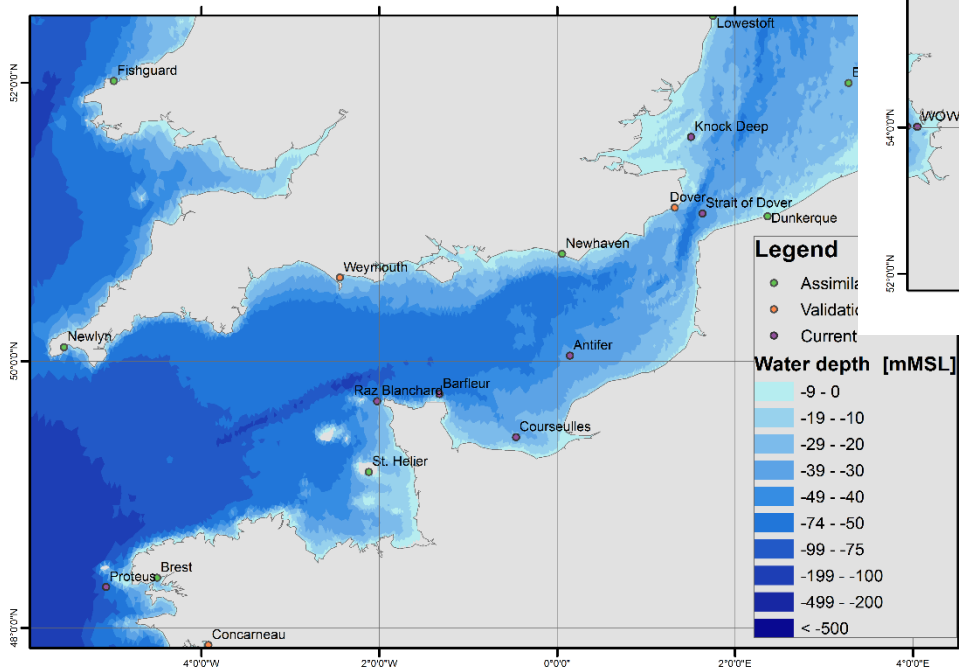 Lowestoft
Fishguard
52°0'0"N
Knock Deep
WOW
54°0'0"N
Dover
Strait of Dover
Dunkerque
Newhaven
Legend
52°0'0"N
Weymouth
Assimila
Validatio
Current
Newlyn
Antifer
50°0'0"N
Water depth [mMSL]
Raz Blanchard
Barfleur
-9 - 0
-19 - -10
Courseulles
-29 - -20
St. Helier
-39 - -30
-49 - -40
-74 - -50
-99 - -75
Brest
Proteus
-199 - -100
-499 - -200
< -500
48°0'0"N
Concarneau
4°0'0"W
2°0'0"W
0°0'0"
2°0'0"E
4°0'0"E